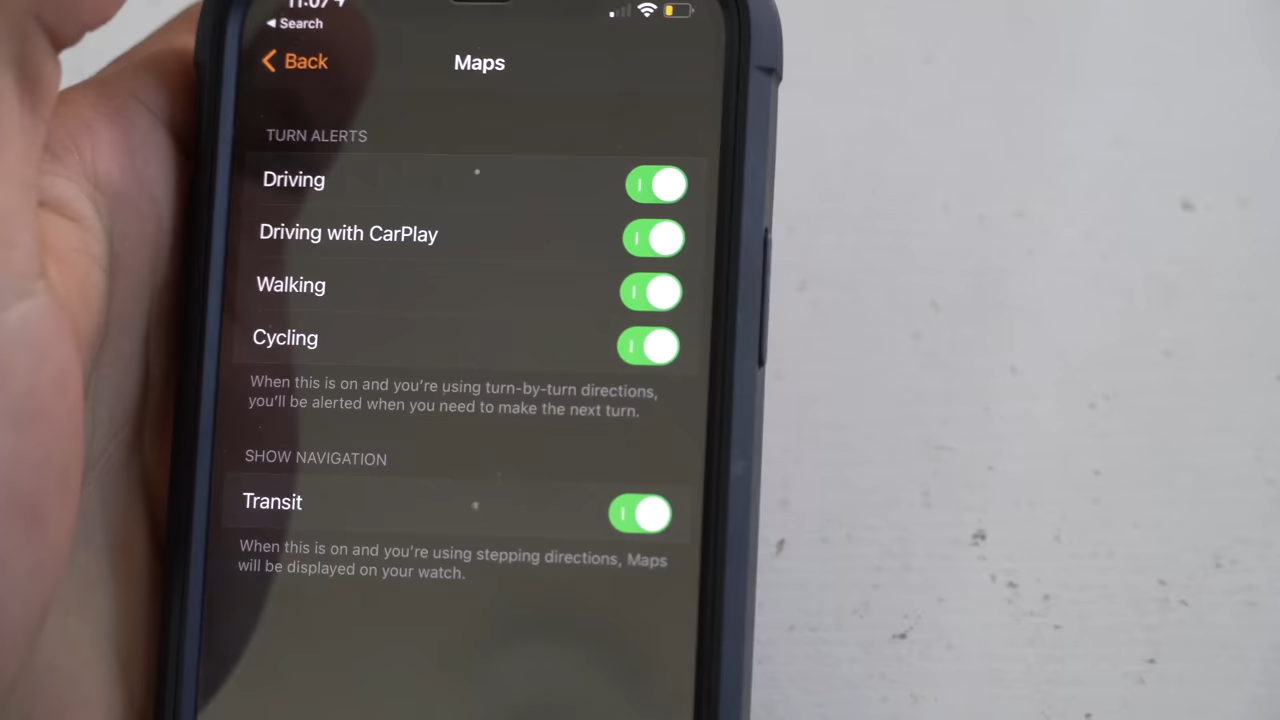 Search
Back
Maps
TURN ALERTS
Driving
Driving with CarPlay
Walking
Cycling
When this is on and you're using turn-by-turn directions,
you'll be alerted when you need to make the next turn.
SHOW NAVIGATION
Transit
When this is on and you're using stepping directions, Maps
will be displayed on your watch.